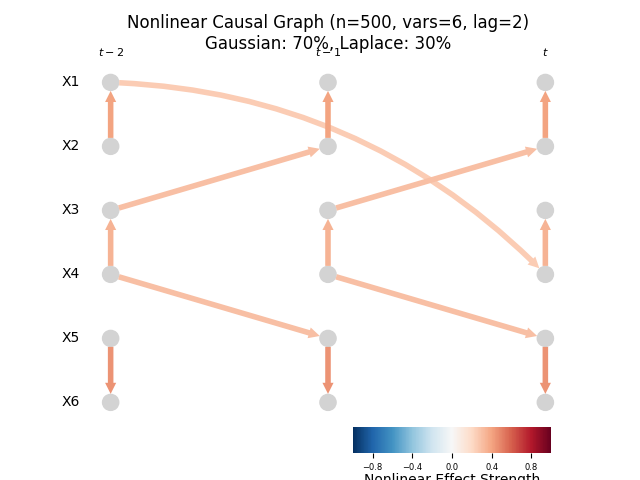 Nonlinear Causal Graph (n=500, vars=6, lag=2)
Gaussian: 70%, Laplace: 30%
t − 2
t − 1
t
X1
X2
X3
X4
X5
X6
−0.8 −0.4 0.0 0.4 0.8
Nonlinear Effect Strength